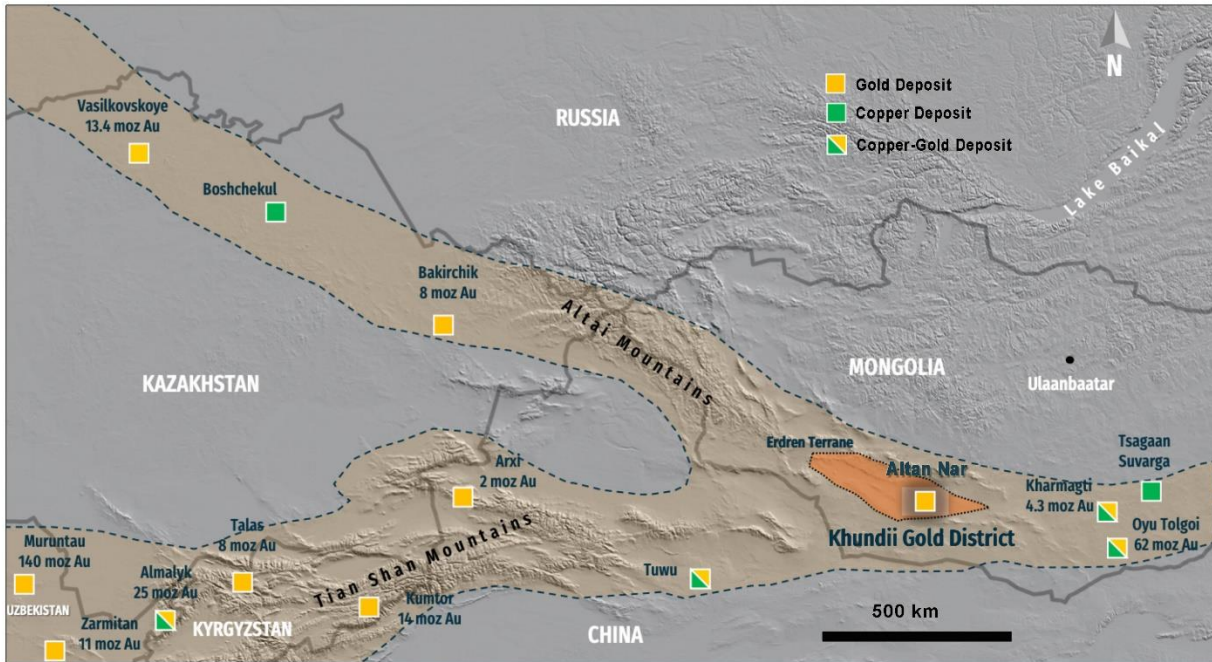 Vasilkovskoye
13.4 moz Au
Boshchekul
RUSSIA
Gold Deposit
Copper Deposit
Copper-Gold Deposit
N
Lake Baikal
Bakirchik
8 moz Au
Altai Mountains
KAZAKHSTAN
MONGOLIA
Ulaanbaatar
Erdren Terrane
Altan Nar
Khundii Gold District
Tsagaan
Suvarga
Kharmagti
4.3 moz Au
Oyu Tolgoi
62 moz Au
Arxi
2 moz Au
Tian Shan Mountains
Talas
8 moz Au
Muruntau
140 moz Au
Almalyk
25 moz Au
UZBEKISTAN
Zarmitan
11 moz Au
KYRGYZSTAN
Kumtor
14 moz Au
Tuwu
CHINA
500 km